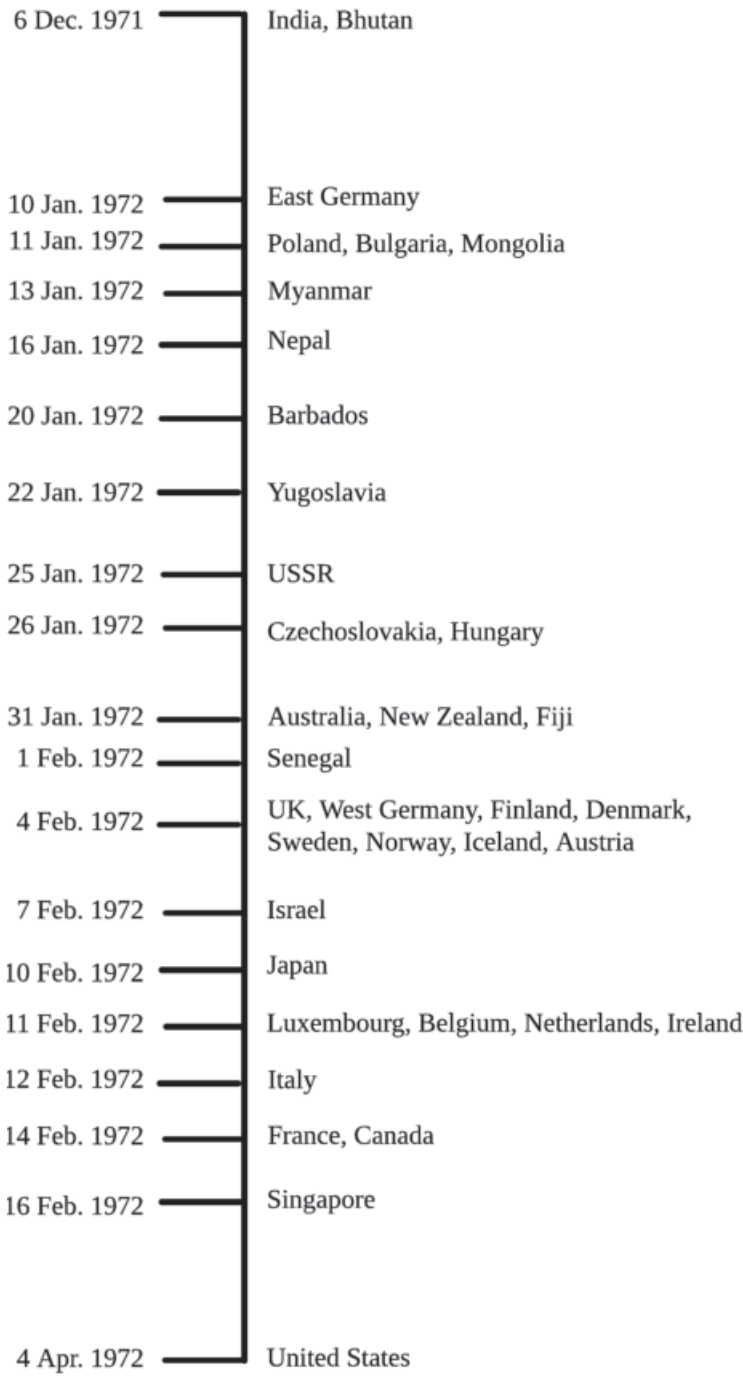 6 Dec. 1971 India, Bhutan
10 Jan. 1972 East Germany
11 Jan. 1972 Poland, Bulgaria, Mongolia
13 Jan. 1972 Myanmar
16 Jan. 1972 Nepal
20 Jan. 1972 Barbados
22 Jan. 1972 Yugoslavia
25 Jan. 1972 USSR
26 Jan. 1972 Czechoslovakia, Hungary
31 Jan. 1972 Australia, New Zealand, Fiji
1 Feb. 1972 Senegal
4 Feb. 1972 UK, West Germany, Finland, Denmark,
Sweden, Norway, Iceland, Austria
7 Feb. 1972 Israel
10 Feb. 1972 Japan
11 Feb. 1972 Luxembourg, Belgium, Netherlands, Ireland
12 Feb. 1972 Italy
14 Feb. 1972 France, Canada
16 Feb. 1972 Singapore
4 Apr. 1972 United States